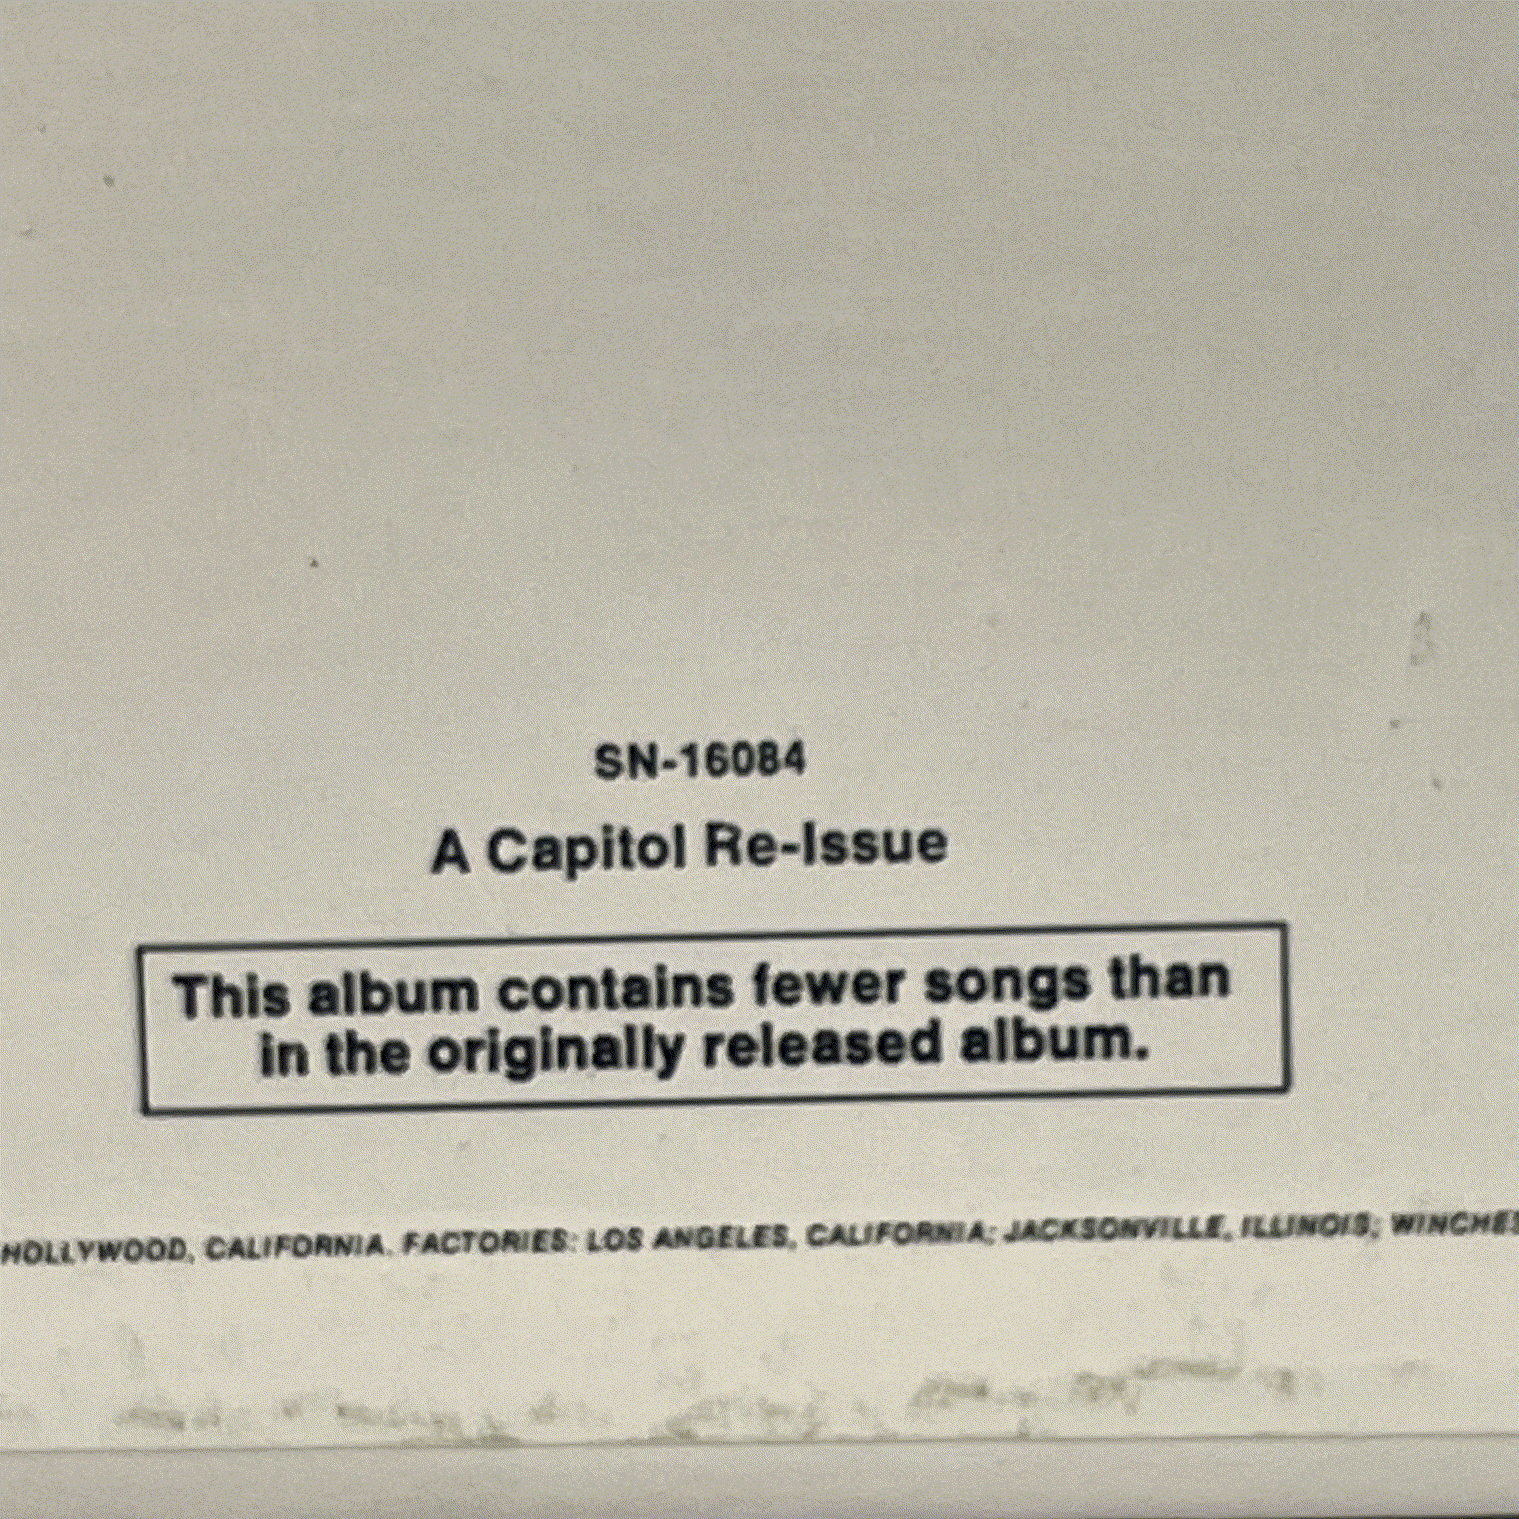 SN-16084
A Capitol Re-Issue
This album contains fewer songs than
in the originally released album.
HOLLYWOOD, CALIFORNIA. FACTORIES: LOS ANGELES, CALIFORNIA; JACKSONVILLE, ILLINOIS; WINCHES